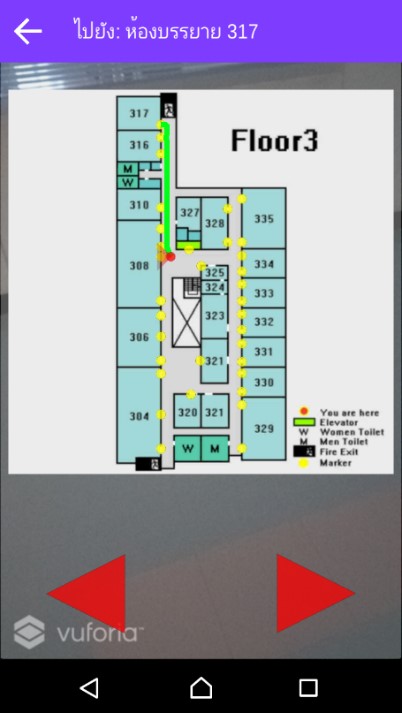 ไปยัง: ห้องบรรยาย 317
Floor3
317
316
M
W
310
327
328
335
308
325
324
334
333
323
332
306
321
331
330
304
320
321
329
W
M
You are here
Elevator
W Women Toilet
M Men Toilet
Fire Exit
Marker
vuforia™